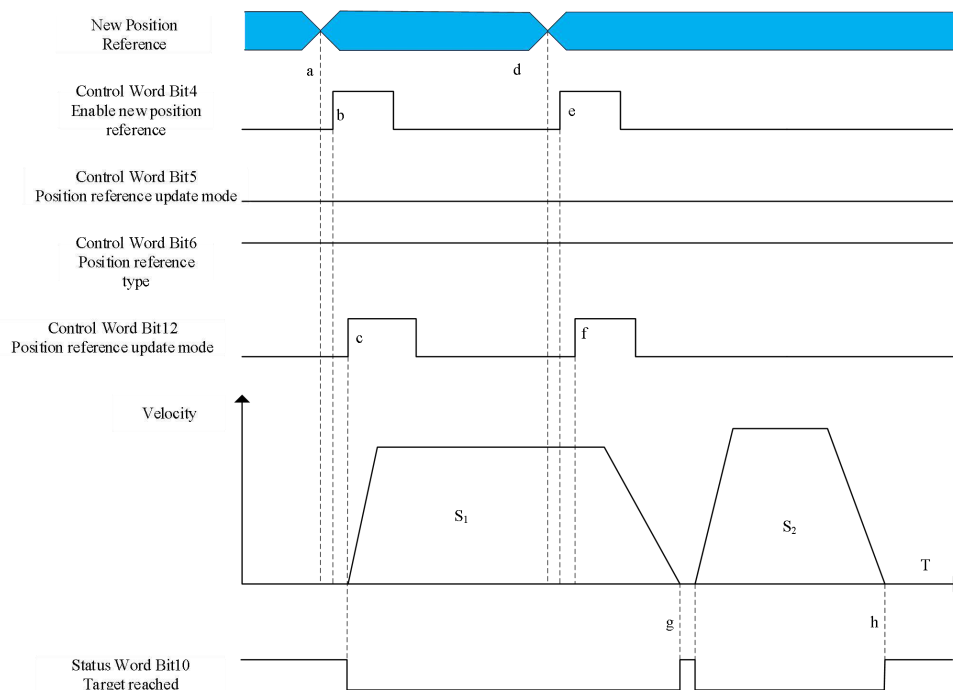 New Position
Reference
a
d
Control Word Bit4
Enable new position
reference
b
e
Control Word Bit5
Position reference update mode
Control Word Bit6
Position reference
type
Control Word Bit12
Position reference update mode
c
f
Velocity
S₁
S₂
T
g
h
Status Word Bit10
Target reached